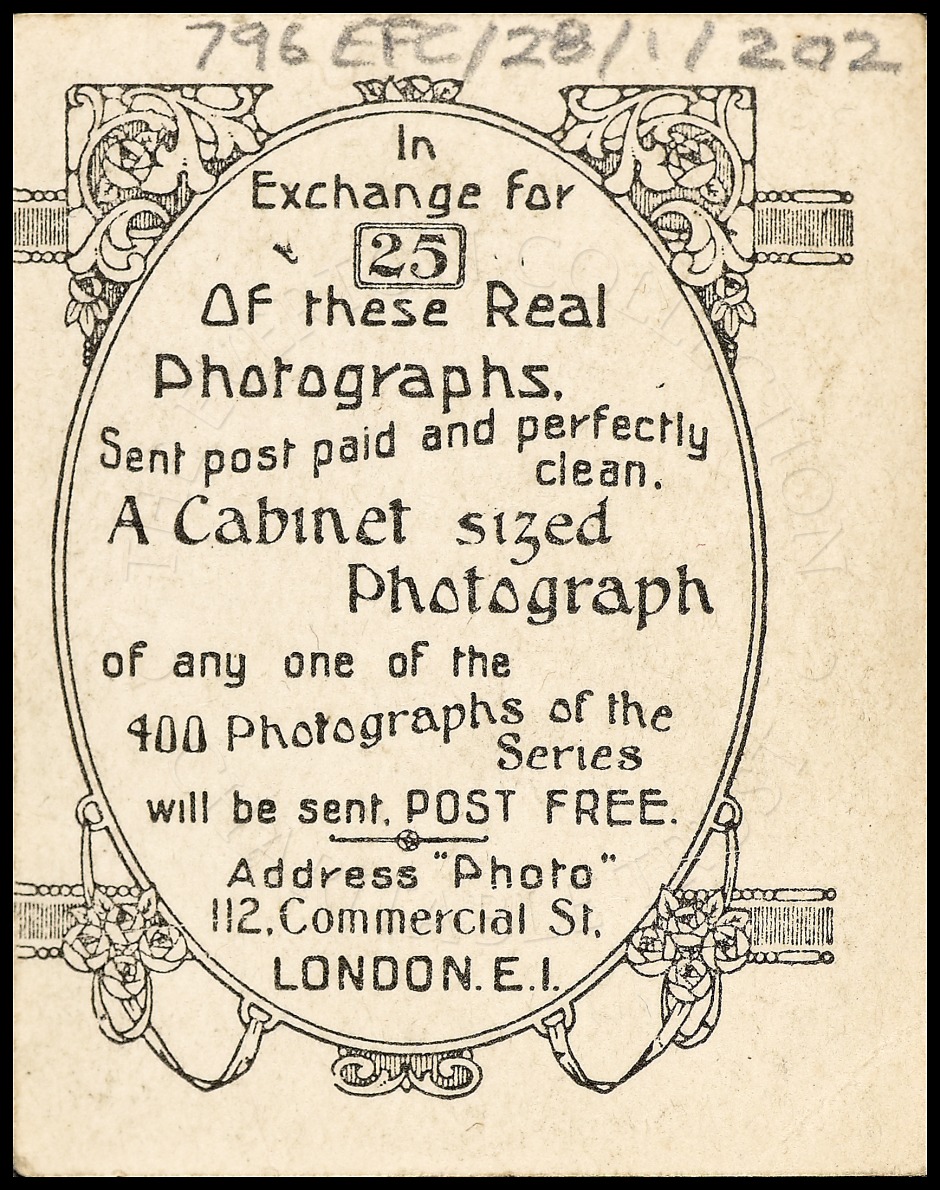 796 EFC/28/1/202
In
Exchange for
25
Of these Real
Photographs.
Sent post paid and perfectly
clean.
A Cabinet sized
Photograph
of any one of the
400 Photographs of the
Series
will be sent. POST FREE.
Address "Photo"
112, Commercial St.
LONDON. E.1.